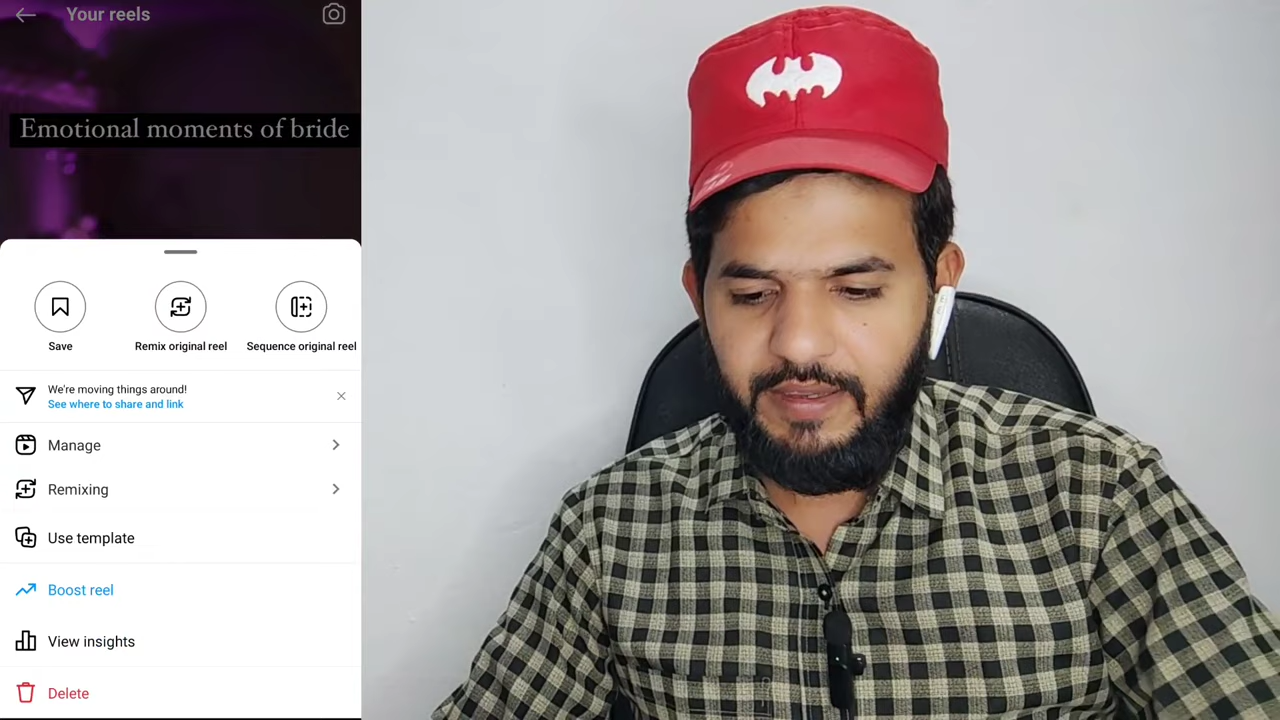 Your reels
Emotional moments of bride
Save
Remix original reel
Sequence original reel
We're moving things around!
See where to share and link
Manage
Remixing
Use template
Boost reel
View insights
Delete